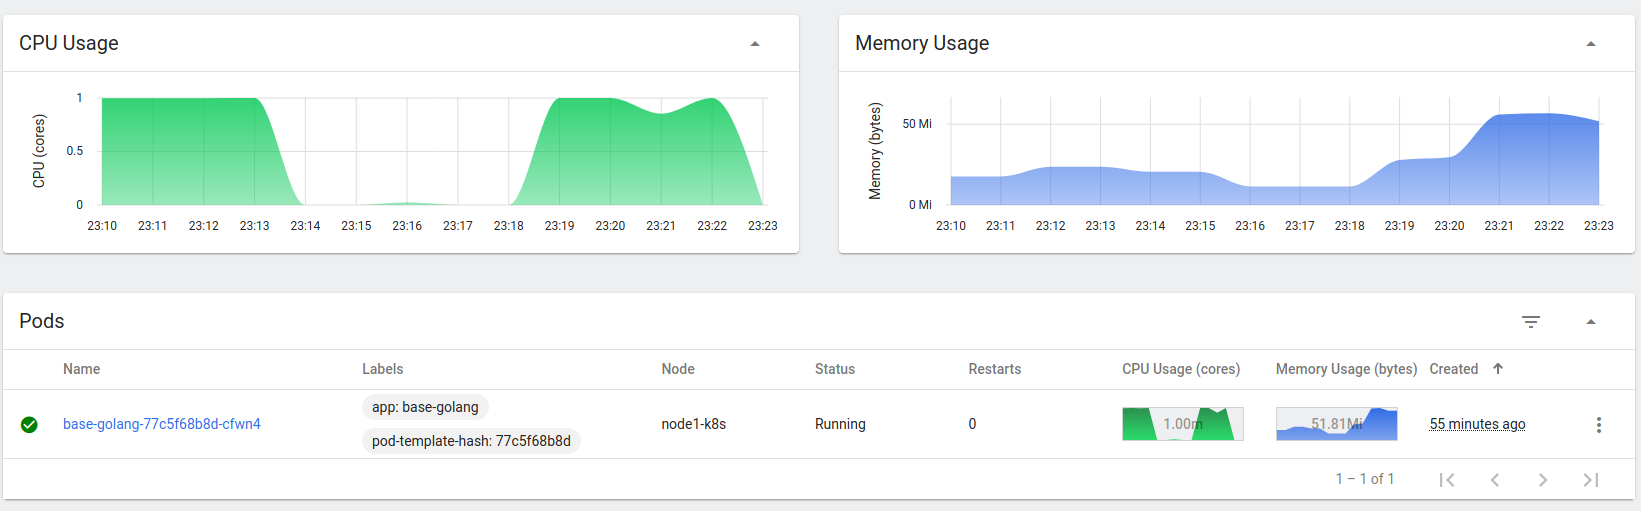 CPU Usage
Memory Usage
CPU (cores)
1
0.5
0
23:10 23:11 23:12 23:13 23:14 23:15 23:16 23:17 23:18 23:19 23:20 23:21 23:22 23:23
Memory (bytes)
50 Mi
0 Mi
23:10 23:11 23:12 23:13 23:14 23:15 23:16 23:17 23:18 23:19 23:20 23:21 23:22 23:23
Pods
Name Labels Node Status Restarts CPU Usage (cores) Memory Usage (bytes) Created
app: base-golang
base-golang-77c5f68b8d-cfwn4 node1-k8s Running 0 1.00m 51.81Mi 55 minutes ago
pod-template-hash: 77c5f68b8d
1 – 1 of 1